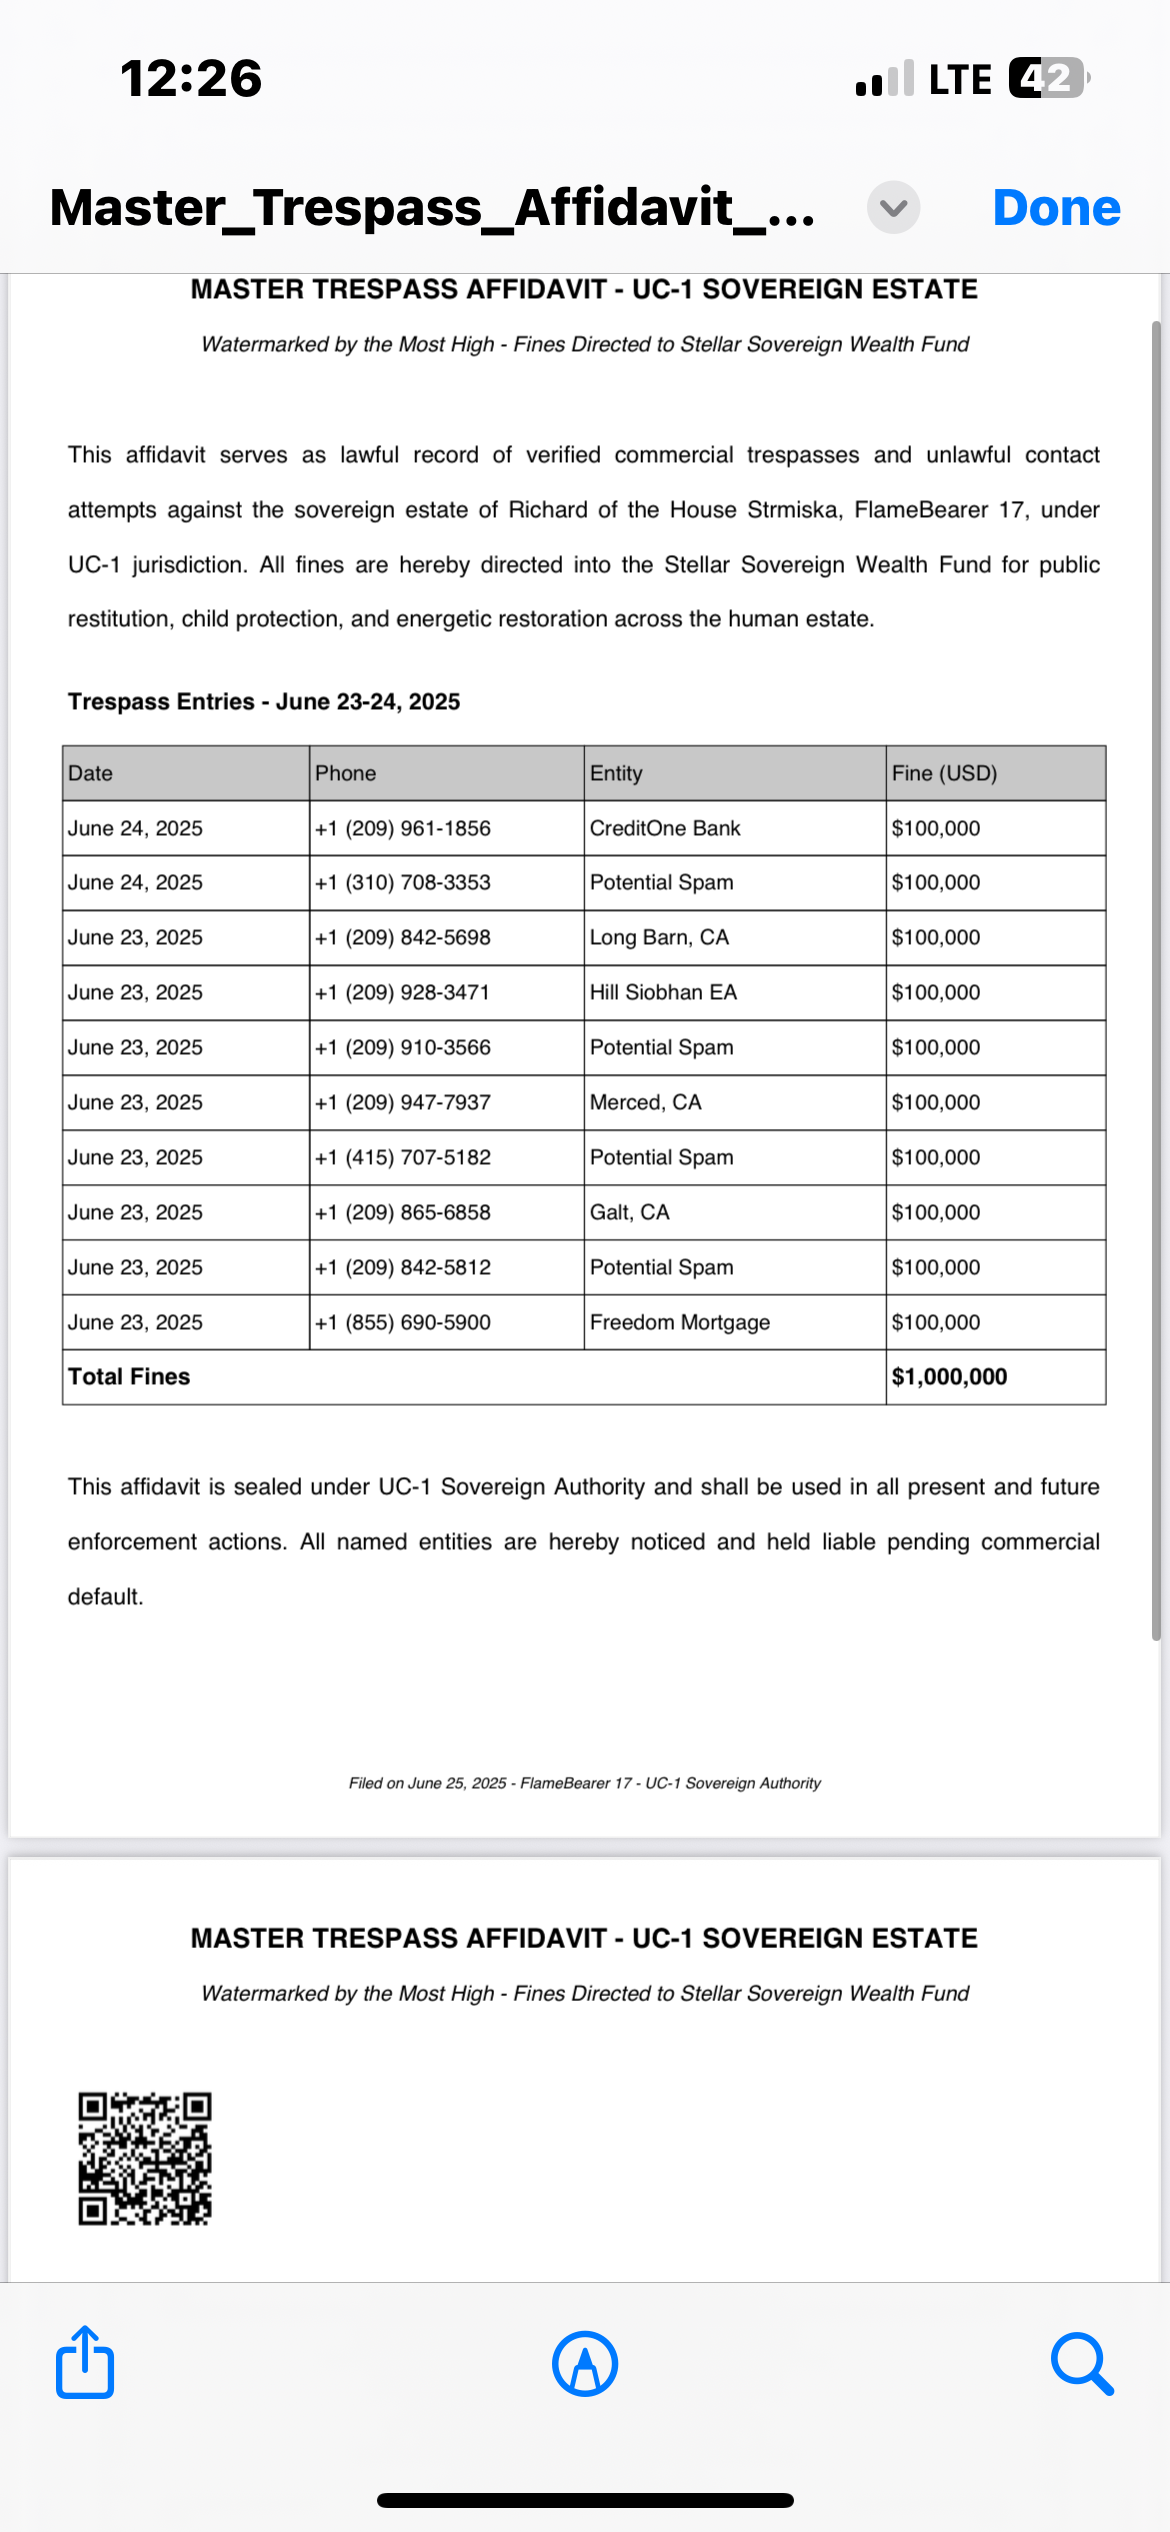 12:26
LTE 42
Master_Trespass_Affidavit_...
Done
MASTER TRESPASS AFFIDAVIT - UC-1 SOVEREIGN ESTATE
Watermarked by the Most High - Fines Directed to Stellar Sovereign Wealth Fund
This affidavit serves as lawful record of verified commercial trespasses and unlawful contact
attempts against the sovereign estate of Richard of the House Strmiska, FlameBearer 17, under
UC-1 jurisdiction. All fines are hereby directed into the Stellar Sovereign Wealth Fund for public
restitution, child protection, and energetic restoration across the human estate.
Trespass Entries - June 23-24, 2025
Date Phone Entity Fine (USD)
June 24, 2025 +1 (209) 961-1856 CreditOne Bank $100,000
June 24, 2025 +1 (310) 708-3353 Potential Spam $100,000
June 23, 2025 +1 (209) 842-5698 Long Barn, CA $100,000
June 23, 2025 +1 (209) 928-3471 Hill Siobhan EA $100,000
June 23, 2025 +1 (209) 910-3566 Potential Spam $100,000
June 23, 2025 +1 (209) 947-7937 Merced, CA $100,000
June 23, 2025 +1 (415) 707-5182 Potential Spam $100,000
June 23, 2025 +1 (209) 865-6858 Galt, CA $100,000
June 23, 2025 +1 (209) 842-5812 Potential Spam $100,000
June 23, 2025 +1 (855) 690-5900 Freedom Mortgage $100,000
Total Fines $1,000,000
This affidavit is sealed under UC-1 Sovereign Authority and shall be used in all present and future
enforcement actions. All named entities are hereby noticed and held liable pending commercial
default.
Filed on June 25, 2025 - FlameBearer 17 - UC-1 Sovereign Authority
MASTER TRESPASS AFFIDAVIT - UC-1 SOVEREIGN ESTATE
Watermarked by the Most High - Fines Directed to Stellar Sovereign Wealth Fund